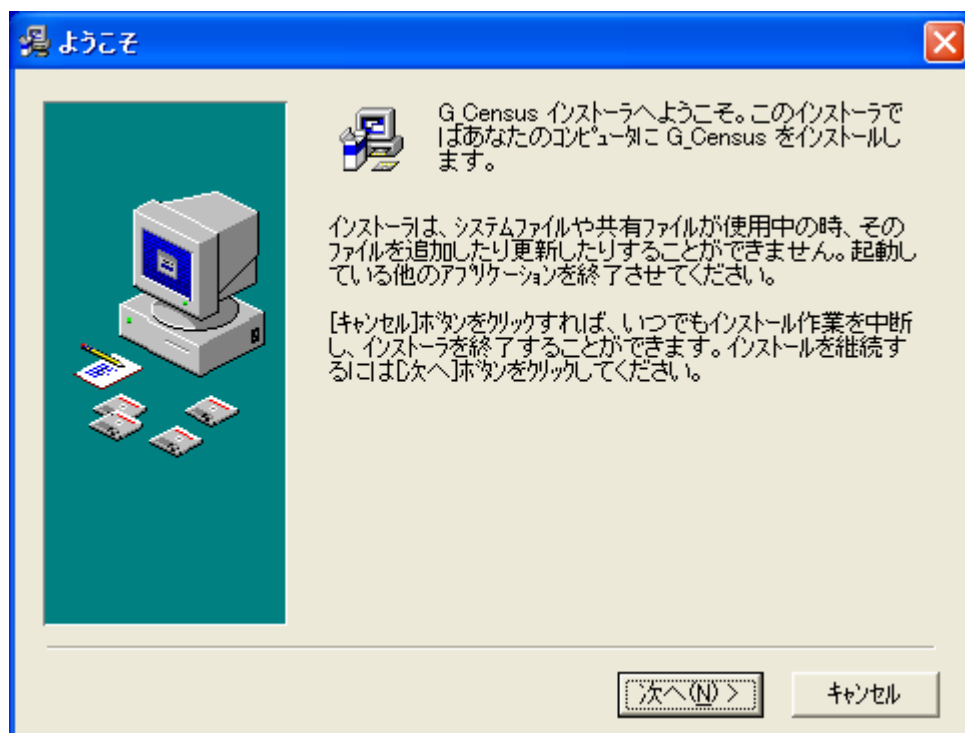 ようこそ
G_Census インストーラへようこそ。このインストーラで
はあなたのコンピュータに G_Census をインストールし
ます。
インストーラは、システムファイルや共有ファイルが使用中の時、その
ファイルを追加したり更新したりすることができません。起動し
ている他のアプリケーションを終了させてください。
[キャンセル]ボタンをクリックすれば、いつでもインストール作業を中断
し、インストーラを終了することができます。インストールを継続す
るには[次へ]ボタンをクリックしてください。
次へ(N) >
キャンセル